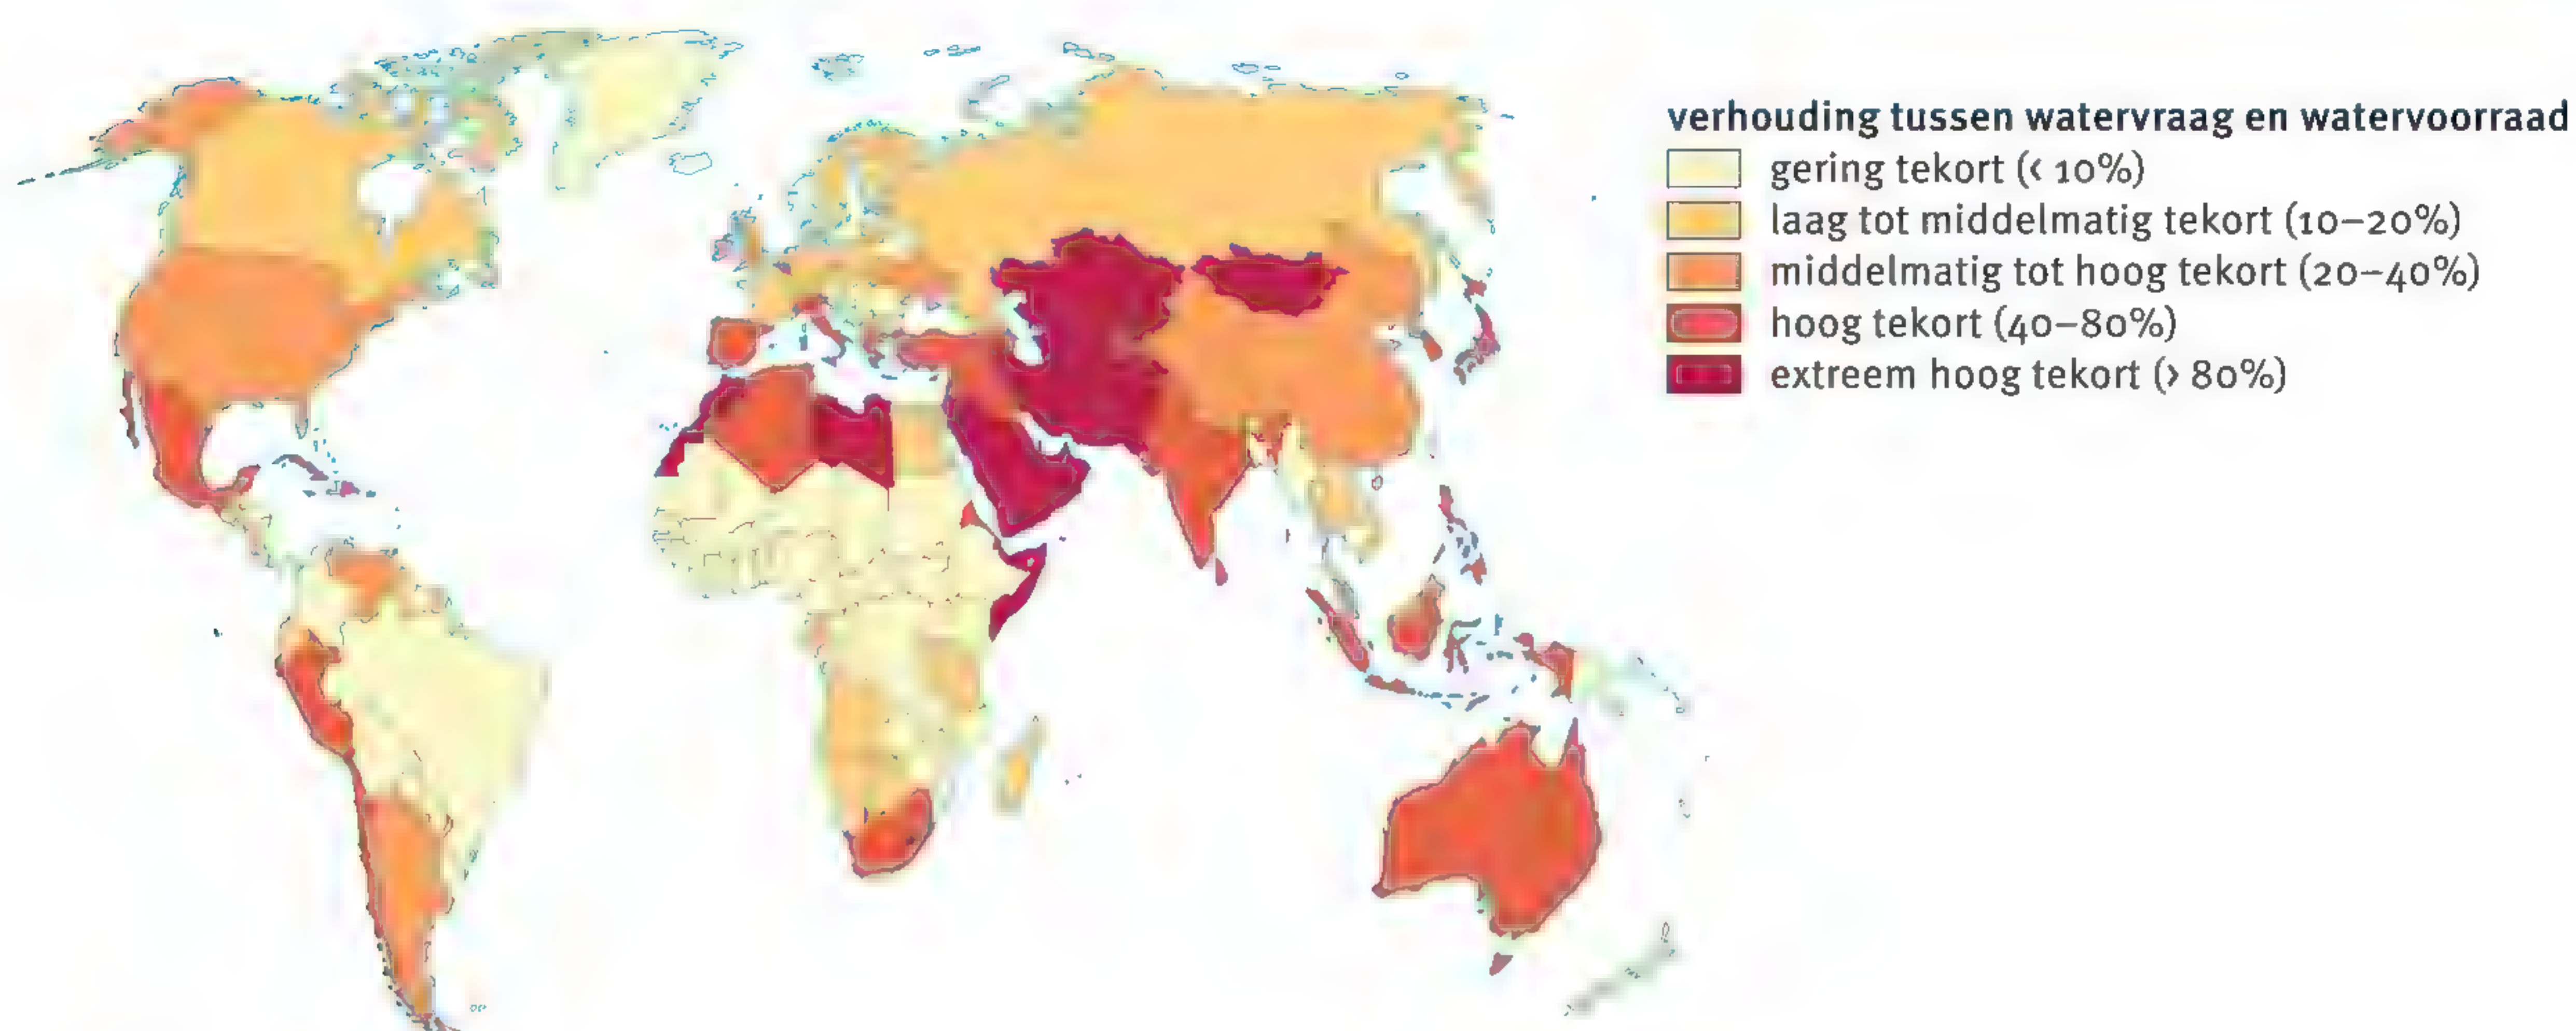 verhouding tussen watervraag en watervoorraad
gering tekort (< 10%)
laag tot middelmatig tekort (10–20%)
middelmatig tot hoog tekort (20–40%)
hoog tekort (40–80%)
extreem hoog tekort (> 80%)